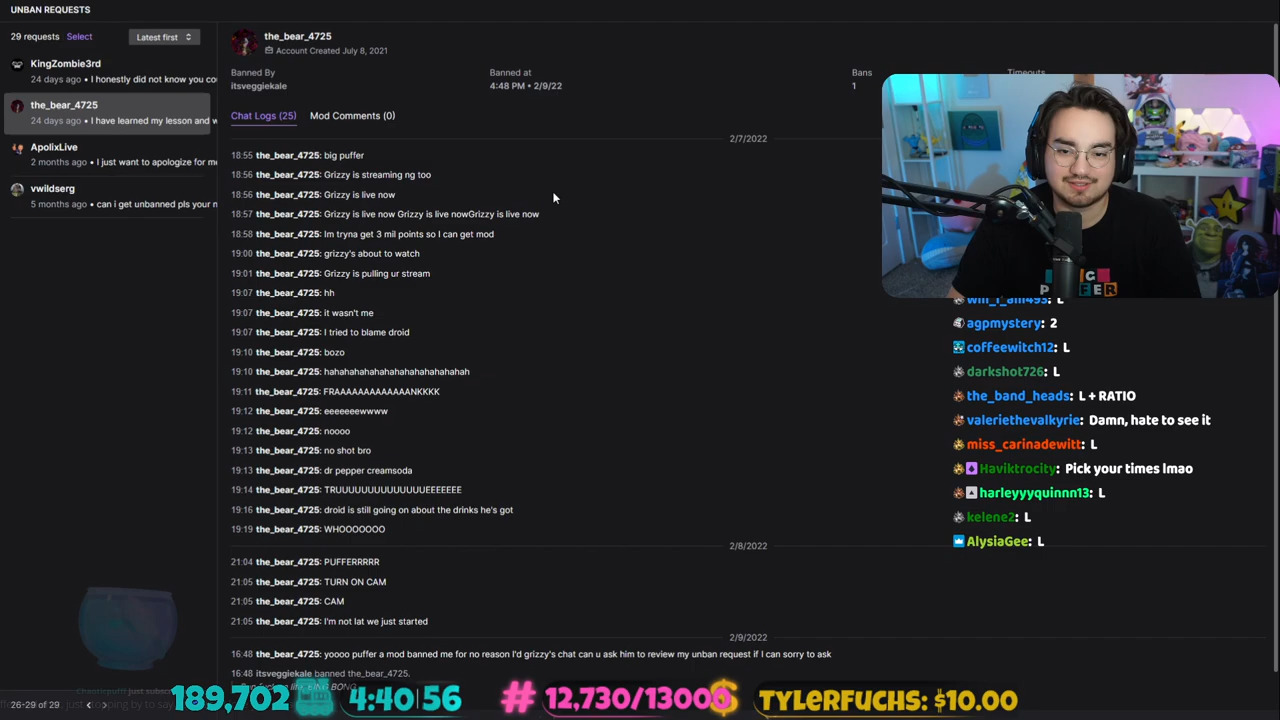 UNBAN REQUESTS
29 requests Select Latest first
KingZombie3rd
24 days ago • I honestly did not know you cou
the_bear_4725
24 days ago • I have learned my lesson and w
ApolixLive
2 months ago • I just want to apologize for me
vwildserg
5 months ago • can i get unbanned pls your m
the_bear_4725
Account Created July 8, 2021
Banned By Banned at Bans Timeouts
itsveggiekale 4:48 PM • 2/9/22 1
Chat Logs (25) Mod Comments (0)
2/7/2022
18:55 the_bear_4725: big puffer
18:56 the_bear_4725: Grizzy is streaming ng too
18:56 the_bear_4725: Grizzy is live now
18:57 the_bear_4725: Grizzy is live now Grizzy is live nowGrizzy is live now
18:58 the_bear_4725: Im tryna get 3 mil points so I can get mod
19:00 the_bear_4725: grizzy's about to watch
19:01 the_bear_4725: Grizzy is pulling ur stream
19:07 the_bear_4725: hh
19:07 the_bear_4725: it wasn't me
19:07 the_bear_4725: I tried to blame droid
19:10 the_bear_4725: bozo
19:10 the_bear_4725: hahahahahahahahahahahahahah
19:11 the_bear_4725: FRAAAAAAAAAAAANKKKK
19:12 the_bear_4725: eeeeeeewwww
19:12 the_bear_4725: noooo
19:13 the_bear_4725: no shot bro
19:13 the_bear_4725: dr pepper creamsoda
19:14 the_bear_4725: TRUUUUUUUUUUUUUUEEEEEE
19:16 the_bear_4725: droid is still going on about the drinks he's got
19:19 the_bear_4725: WHOOOOOOO
2/8/2022
21:04 the_bear_4725: PUFFERRRRR
21:05 the_bear_4725: TURN ON CAM
21:05 the_bear_4725: CAM
21:05 the_bear_4725: I'm not lat we just started
2/9/2022
16:48 the_bear_4725: yoooo puffer a mod banned me for no reason I'd grizzy's chat can u ask him to review my unban request if I can sorry to ask
16:48 itsveggiekale banned the_bear_4725.
will_i_am493: L
agpmystery: 2
coffeewitch12: L
darkshot726: L
the_band_heads: L + RATIO
valeriethevalkyrie: Damn, hate to see it
miss_carinadewitt: L
Haviktrocity: Pick your times lmao
harleyyyquinnn13: L
kelene2: L
AlysiaGee: L
26-29 of 29
189,702 4:40|56 # 12,730/13000 TYLERFUCHS: $10.00